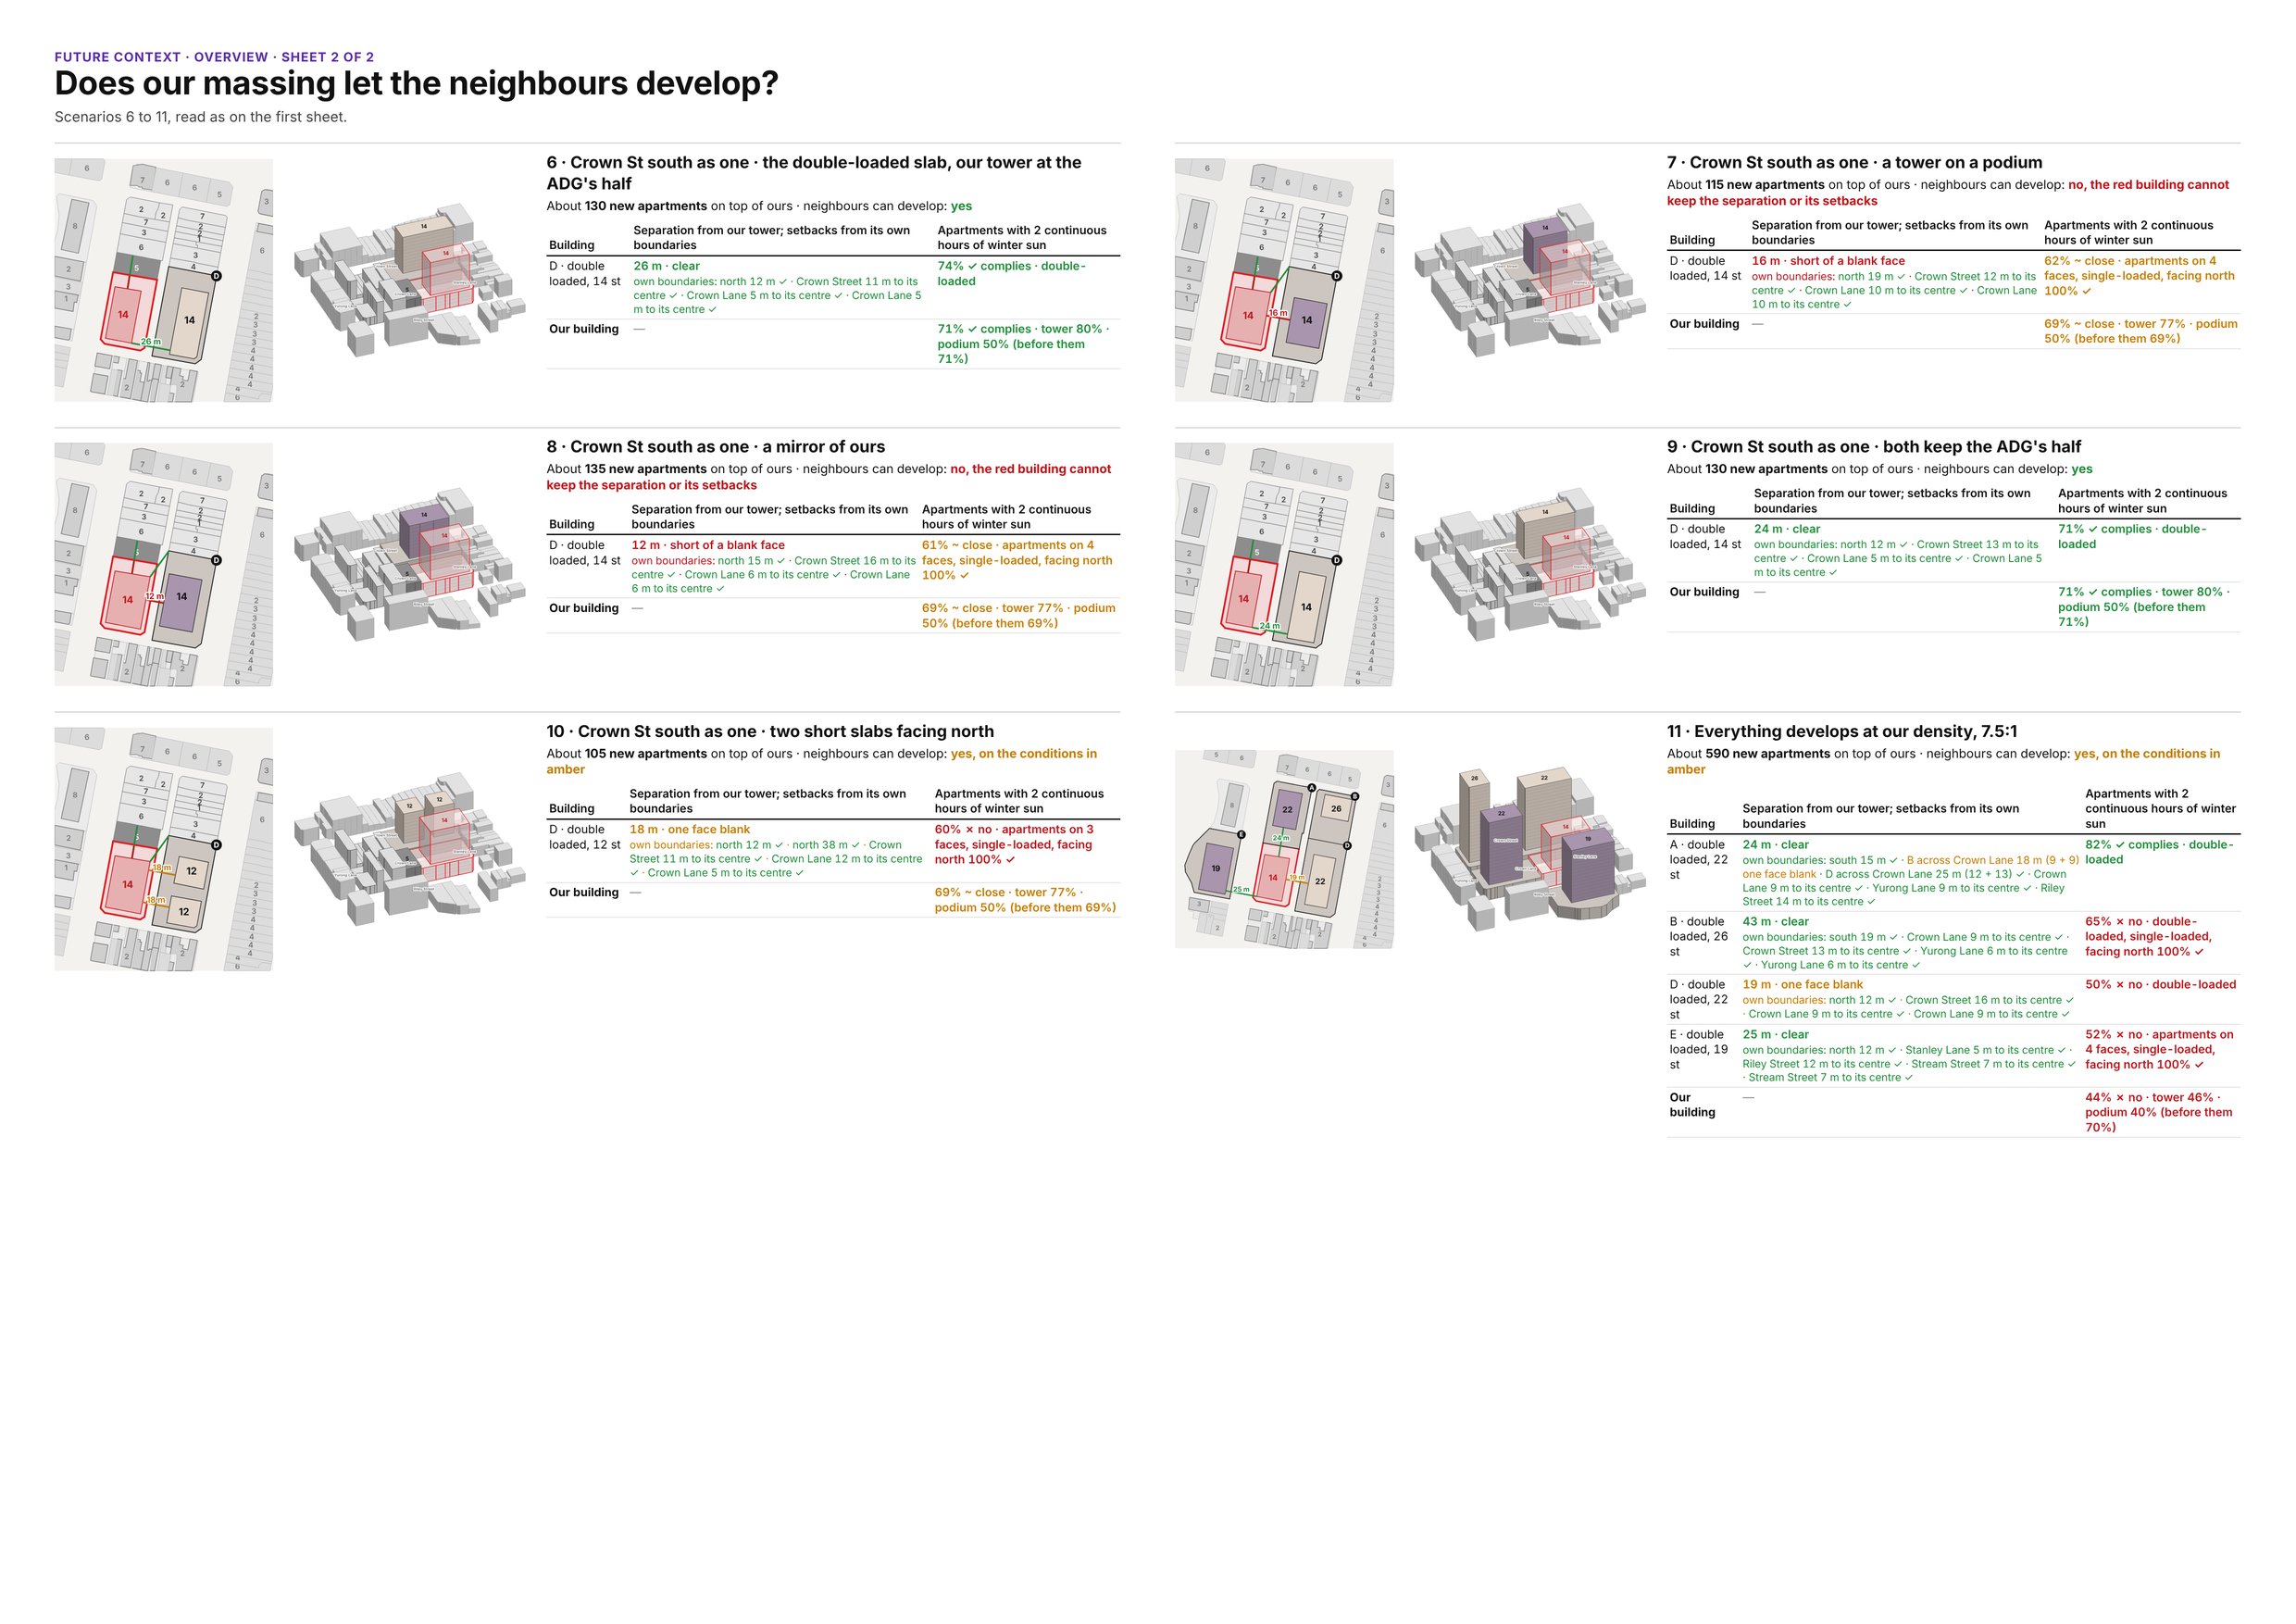 FUTURE CONTEXT · OVERVIEW · SHEET 2 OF 2
Does our massing let the neighbours develop?
Scenarios 6 to 11, read as on the first sheet.
6 · Crown St south as one · the double-loaded slab, our tower at the
ADG's half
About 130 new apartments on top of ours · neighbours can develop: yes
Building
Separation from our tower; setbacks from its own
boundaries
Apartments with 2 continuous
hours of winter sun
D · double
loaded, 14 st
26 m · clear
own boundaries: north 12 m ✓ · Crown Street 11 m to its
centre ✓ · Crown Lane 5 m to its centre ✓ · Crown Lane 5
m to its centre ✓
74% ✓ complies · double-
loaded
Our building
—
71% ✓ complies · tower 80% ·
podium 50% (before them
71%)
14
14
D
26 m
7 · Crown St south as one · a tower on a podium
About 115 new apartments on top of ours · neighbours can develop: no, the red building cannot
keep the separation or its setbacks
Building
Separation from our tower; setbacks from its own
boundaries
Apartments with 2 continuous
hours of winter sun
D · double
loaded, 14 st
16 m · short of a blank face
own boundaries: north 19 m ✓ · Crown Street 12 m to its
centre ✓ · Crown Lane 10 m to its centre ✓ · Crown Lane
10 m to its centre ✓
62% ~ close · apartments on 4
faces, single-loaded, facing north
100% ✓
Our building
—
69% ~ close · tower 77% · podium
50% (before them 69%)
14
14
D
16 m
8 · Crown St south as one · a mirror of ours
About 135 new apartments on top of ours · neighbours can develop: no, the red building cannot
keep the separation or its setbacks
Building
Separation from our tower; setbacks from its own
boundaries
Apartments with 2 continuous
hours of winter sun
D · double
loaded, 14 st
12 m · short of a blank face
own boundaries: north 15 m ✓ · Crown Street 16 m to its
centre ✓ · Crown Lane 6 m to its centre ✓ · Crown Lane
6 m to its centre ✓
61% ~ close · apartments on 4
faces, single-loaded, facing north
100% ✓
Our building
—
69% ~ close · tower 77% · podium
50% (before them 69%)
14
14
D
12 m
9 · Crown St south as one · both keep the ADG's half
About 130 new apartments on top of ours · neighbours can develop: yes
Building
Separation from our tower; setbacks from its own
boundaries
Apartments with 2 continuous
hours of winter sun
D · double
loaded, 14 st
24 m · clear
own boundaries: north 12 m ✓ · Crown Street 13 m to its
centre ✓ · Crown Lane 5 m to its centre ✓ · Crown Lane 5
m to its centre ✓
71% ✓ complies · double-
loaded
Our building
—
71% ✓ complies · tower 80% ·
podium 50% (before them
71%)
14
14
D
24 m
10 · Crown St south as one · two short slabs facing north
About 105 new apartments on top of ours · neighbours can develop: yes, on the conditions in
amber
Building
Separation from our tower; setbacks from its own
boundaries
Apartments with 2 continuous
hours of winter sun
D · double
loaded, 12 st
18 m · one face blank
own boundaries: north 12 m ✓ · north 38 m ✓ · Crown
Street 11 m to its centre ✓ · Crown Lane 12 m to its centre
✓ · Crown Lane 5 m to its centre ✓
60% × no · apartments on 3
faces, single-loaded, facing
north 100% ✓
Our building
—
69% ~ close · tower 77% ·
podium 50% (before them 69%)
14
12
12
D
18 m
18 m
11 · Everything develops at our density, 7.5:1
About 590 new apartments on top of ours · neighbours can develop: yes, on the conditions in
amber
Building
Separation from our tower; setbacks from its own
boundaries
Apartments with 2
continuous hours of winter
sun
A · double
loaded, 22
st
24 m · clear
own boundaries: south 15 m ✓ · B across Crown Lane 18 m (9 + 9)
one face blank · D across Crown Lane 25 m (12 + 13) ✓ · Crown
Lane 9 m to its centre ✓ · Yurong Lane 9 m to its centre ✓ · Riley
Street 14 m to its centre ✓
82% ✓ complies · double-
loaded
B · double
loaded, 26
st
43 m · clear
own boundaries: south 19 m ✓ · Crown Lane 9 m to its centre ✓ ·
Crown Street 13 m to its centre ✓ · Yurong Lane 6 m to its centre
✓ · Yurong Lane 6 m to its centre ✓
65% × no · double-
loaded, single-loaded,
facing north 100% ✓
D · double
loaded, 22
st
19 m · one face blank
own boundaries: north 12 m ✓ · Crown Street 16 m to its centre ✓
· Crown Lane 9 m to its centre ✓ · Crown Lane 9 m to its centre ✓
50% × no · double-loaded
E · double
loaded, 19
st
25 m · clear
own boundaries: north 12 m ✓ · Stanley Lane 5 m to its centre ✓ ·
Riley Street 12 m to its centre ✓ · Stream Street 7 m to its centre ✓
· Stream Street 7 m to its centre ✓
52% × no · apartments on
4 faces, single-loaded,
facing north 100% ✓
Our
building
—
44% × no · tower 46% ·
podium 40% (before them
70%)
22
26
A
B
E
D
24 m
19
14
19 m
22
25 m